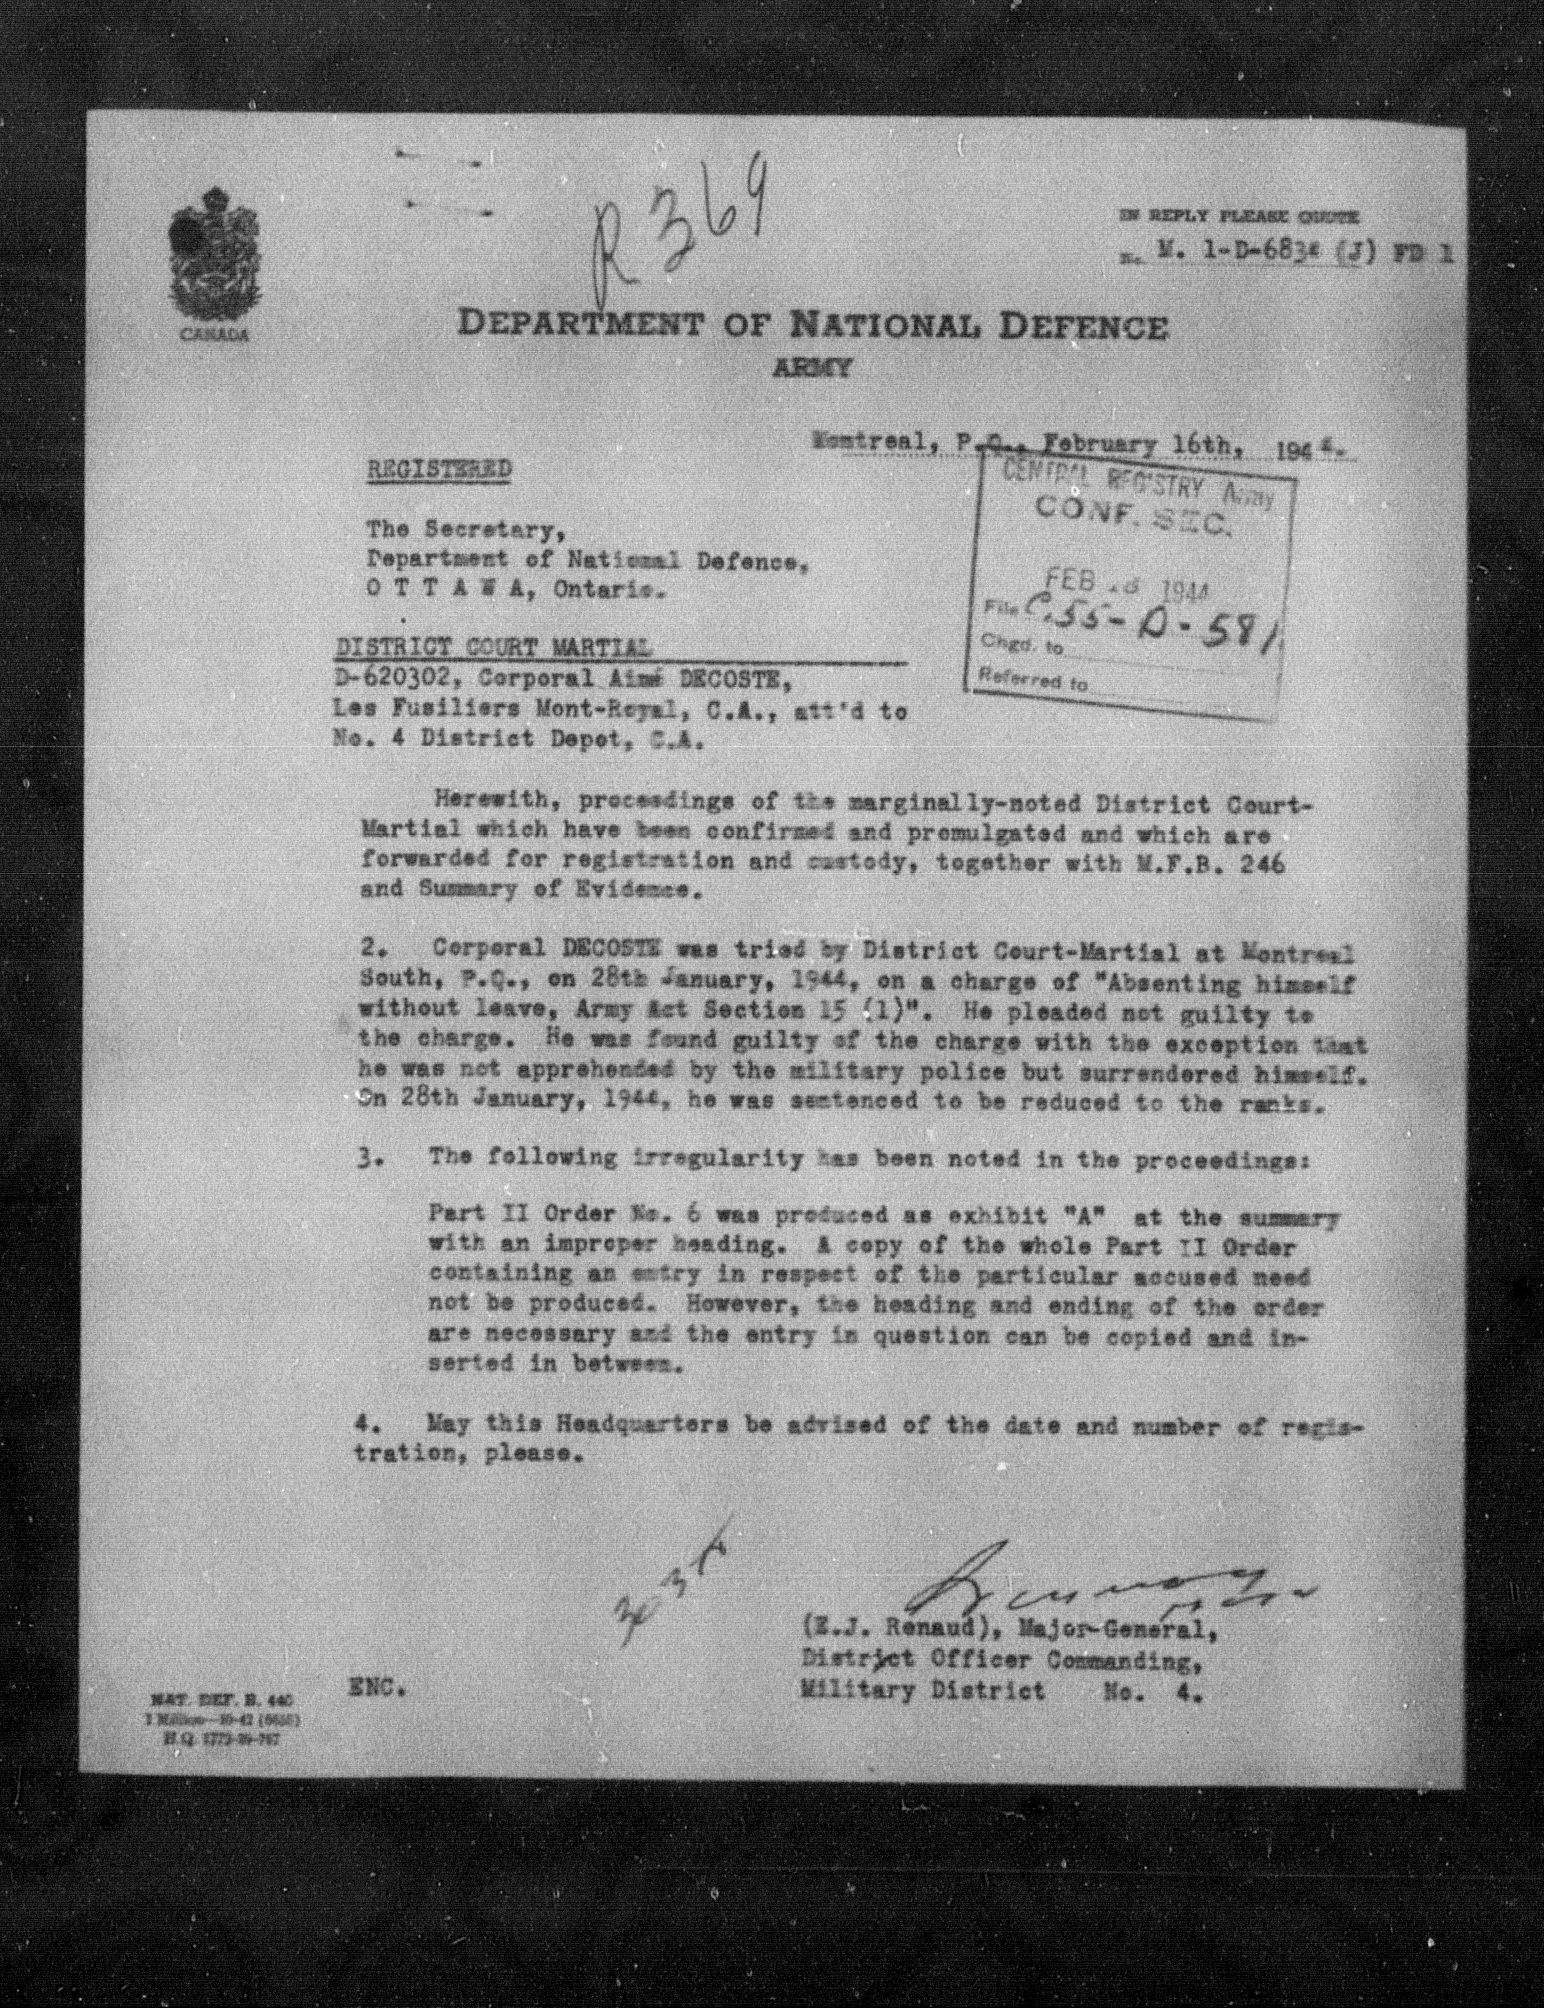 R 369
IN REPLY PLEASE QUOTE
No. M. 1-D-6834 (J) FD 1
CANADA
DEPARTMENT OF NATIONAL DEFENCE
ARMY
Montreal, P.Q., February 16th, 1944.
REGISTERED
CENTRAL REGISTRY Army
CONF. SEC.
FEB 18 1944
File C.55-D-581
Chgd. to
Referred to
The Secretary,
Department of National Defence,
O T T A W A, Ontario.
DISTRICT COURT MARTIAL
D-620302, Corporal Aimé DECOSTE,
Les Fusiliers Mont-Royal, C.A., att'd to
No. 4 District Depot, C.A.
Herewith, proceedings of the marginally-noted District Court-
Martial which have been confirmed and promulgated and which are
forwarded for registration and custody, together with M.F.B. 246
and Summary of Evidence.
2. Corporal DECOSTE was tried by District Court-Martial at Montreal
South, P.Q., on 28th January, 1944, on a charge of "Absenting himself
without leave, Army Act Section 15 (1)". He pleaded not guilty to
the charge. He was found guilty of the charge with the exception that
he was not apprehended by the military police but surrendered himself.
On 28th January, 1944, he was sentenced to be reduced to the ranks.
3. The following irregularity has been noted in the proceedings:
Part II Order No. 6 was produced as exhibit "A" at the summary
with an improper heading. A copy of the whole Part II Order
containing an entry in respect of the particular accused need
not be produced. However, the heading and ending of the order
are necessary and the entry in question can be copied and in-
serted in between.
4. May this Headquarters be advised of the date and number of regis-
tration, please.
(E.J. Renaud), Major-General,
District Officer Commanding,
Military District No. 4.
ENC.
NAT. DEF. B. 440
H.Q. 1772-39-767